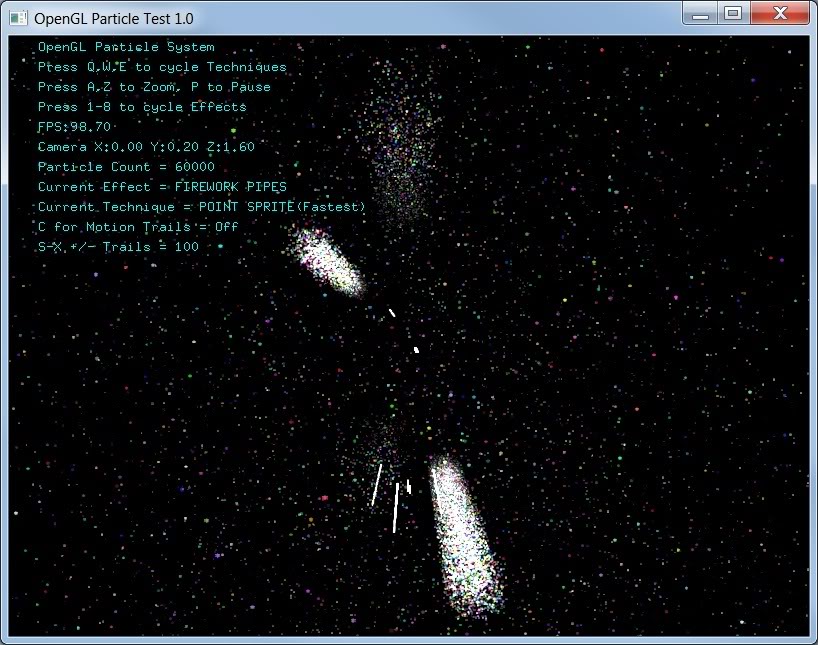 OpenGL Particle Test 1.0
OpenGL Particle System
Press Q,W,E to cycle Techniques
Press A,Z to Zoom, P to Pause
Press 1-8 to cycle Effects
FPS:98.70
Camera X:0.00 Y:0.20 Z:1.60
Particle Count = 60000
Current Effect = FIREWORK PIPES
Current Technique = POINT SPRITE(Fastest)
C for Motion Trails = Off
S-X +/- Trails = 100